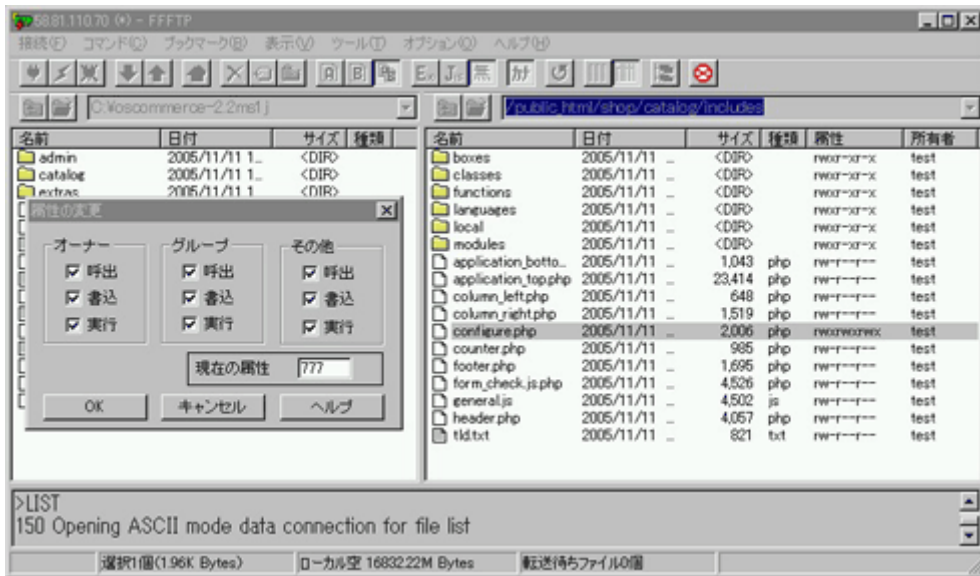 58.81.110.70 (*) - FFFTP
接続(F) コマンド(C) ブックマーク(B) 表示(V) ツール(T) オプション(O) ヘルプ(H)
A B Ex J/S 無 カナ
C:¥oscommerce-2.2ms1j
/public_html/shop/catalog/includes
名前 日付 サイズ 種類
admin 2005/11/11 1... <DIR>
catalog 2005/11/11 1... <DIR>
extras 2005/11/11 1 <DIR>
属性の変更
オーナー グループ その他
呼出 呼出 呼出
書込 書込 書込
実行 実行 実行
現在の属性 777
OK キャンセル ヘルプ
名前 日付 サイズ 種類 属性 所有者
boxes 2005/11/11 ... <DIR> rwxr-xr-x test
classes 2005/11/11 ... <DIR> rwxr-xr-x test
functions 2005/11/11 ... <DIR> rwxr-xr-x test
languages 2005/11/11 ... <DIR> rwxr-xr-x test
local 2005/11/11 ... <DIR> rwxr-xr-x test
modules 2005/11/11 ... <DIR> rwxr-xr-x test
application_botto... 2005/11/11 ... 1,043 php rw-r--r-- test
application_top.php 2005/11/11 ... 23,414 php rw-r--r-- test
column_left.php 2005/11/11 ... 648 php rw-r--r-- test
column_right.php 2005/11/11 ... 1,519 php rw-r--r-- test
configure.php 2005/11/11 ... 2,006 php rwxrwxrwx test
counter.php 2005/11/11 ... 985 php rw-r--r-- test
footer.php 2005/11/11 ... 1,695 php rw-r--r-- test
form_check.js.php 2005/11/11 ... 4,526 php rw-r--r-- test
general.js 2005/11/11 ... 4,502 js rw-r--r-- test
header.php 2005/11/11 ... 4,057 php rw-r--r-- test
tld.txt 2005/11/11 ... 821 txt rw-r--r-- test
>LIST
150 Opening ASCII mode data connection for file list
選択1個(1.96K Bytes) ローカル空 16832.22M Bytes 転送待ちファイル0個